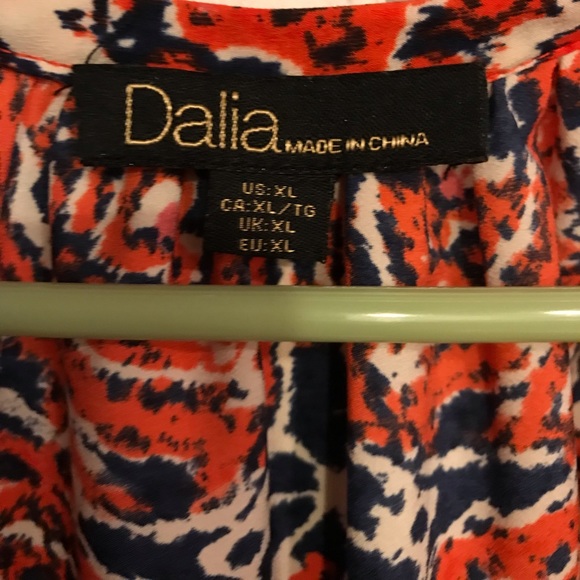 Dalia MADE IN CHINA
US:XL
CA:XL/TG
UK:XL
EU:XL